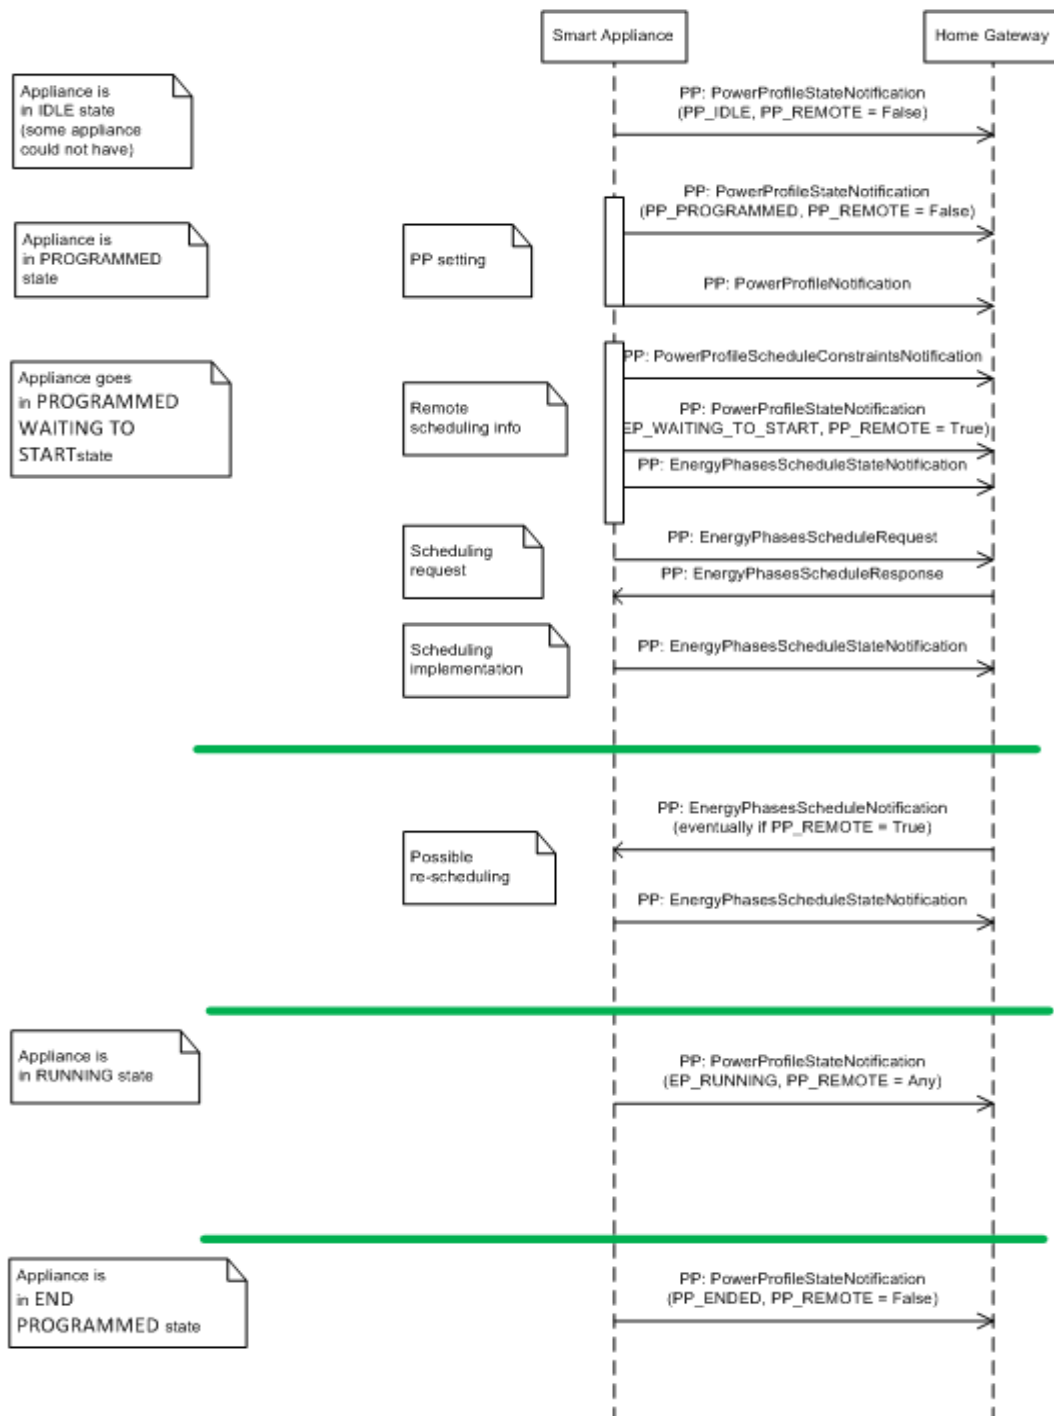 Smart Appliance
Home Gateway
Appliance is
in IDLE state
(some appliance
could not have)
PP: PowerProfileStateNotification
(PP_IDLE, PP_REMOTE = False)
PP: PowerProfileStateNotification
(PP_PROGRAMMED, PP_REMOTE = False)
Appliance is
in PROGRAMMED
state
PP setting
PP: PowerProfileNotification
Appliance goes
in PROGRAMMED
WAITING TO
START state
Remote
scheduling info
PP: PowerProfileScheduleConstraintsNotification
PP: PowerProfileStateNotification
EP_WAITING_TO_START, PP_REMOTE = True)
PP: EnergyPhasesScheduleStateNotification
Scheduling
request
PP: EnergyPhasesScheduleRequest
PP: EnergyPhasesScheduleResponse
Scheduling
implementation
PP: EnergyPhasesScheduleStateNotification
PP: EnergyPhasesScheduleNotification
(eventually if PP_REMOTE = True)
Possible
re-scheduling
PP: EnergyPhasesScheduleStateNotification
Appliance is
in RUNNING state
PP: PowerProfileStateNotification
(EP_RUNNING, PP_REMOTE = Any)
Appliance is
in END
PROGRAMMED state
PP: PowerProfileStateNotification
(PP_ENDED, PP_REMOTE = False)